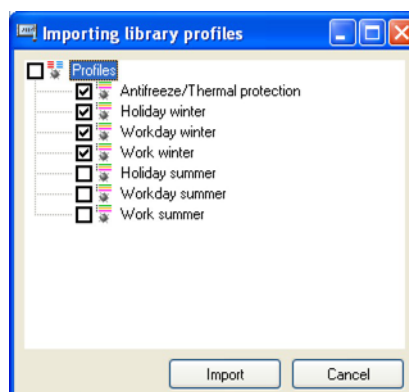 Importing library profiles
Profiles
Antifreeze/Thermal protection
Holiday winter
Workday winter
Work winter
Holiday summer
Workday summer
Work summer
Import Cancel